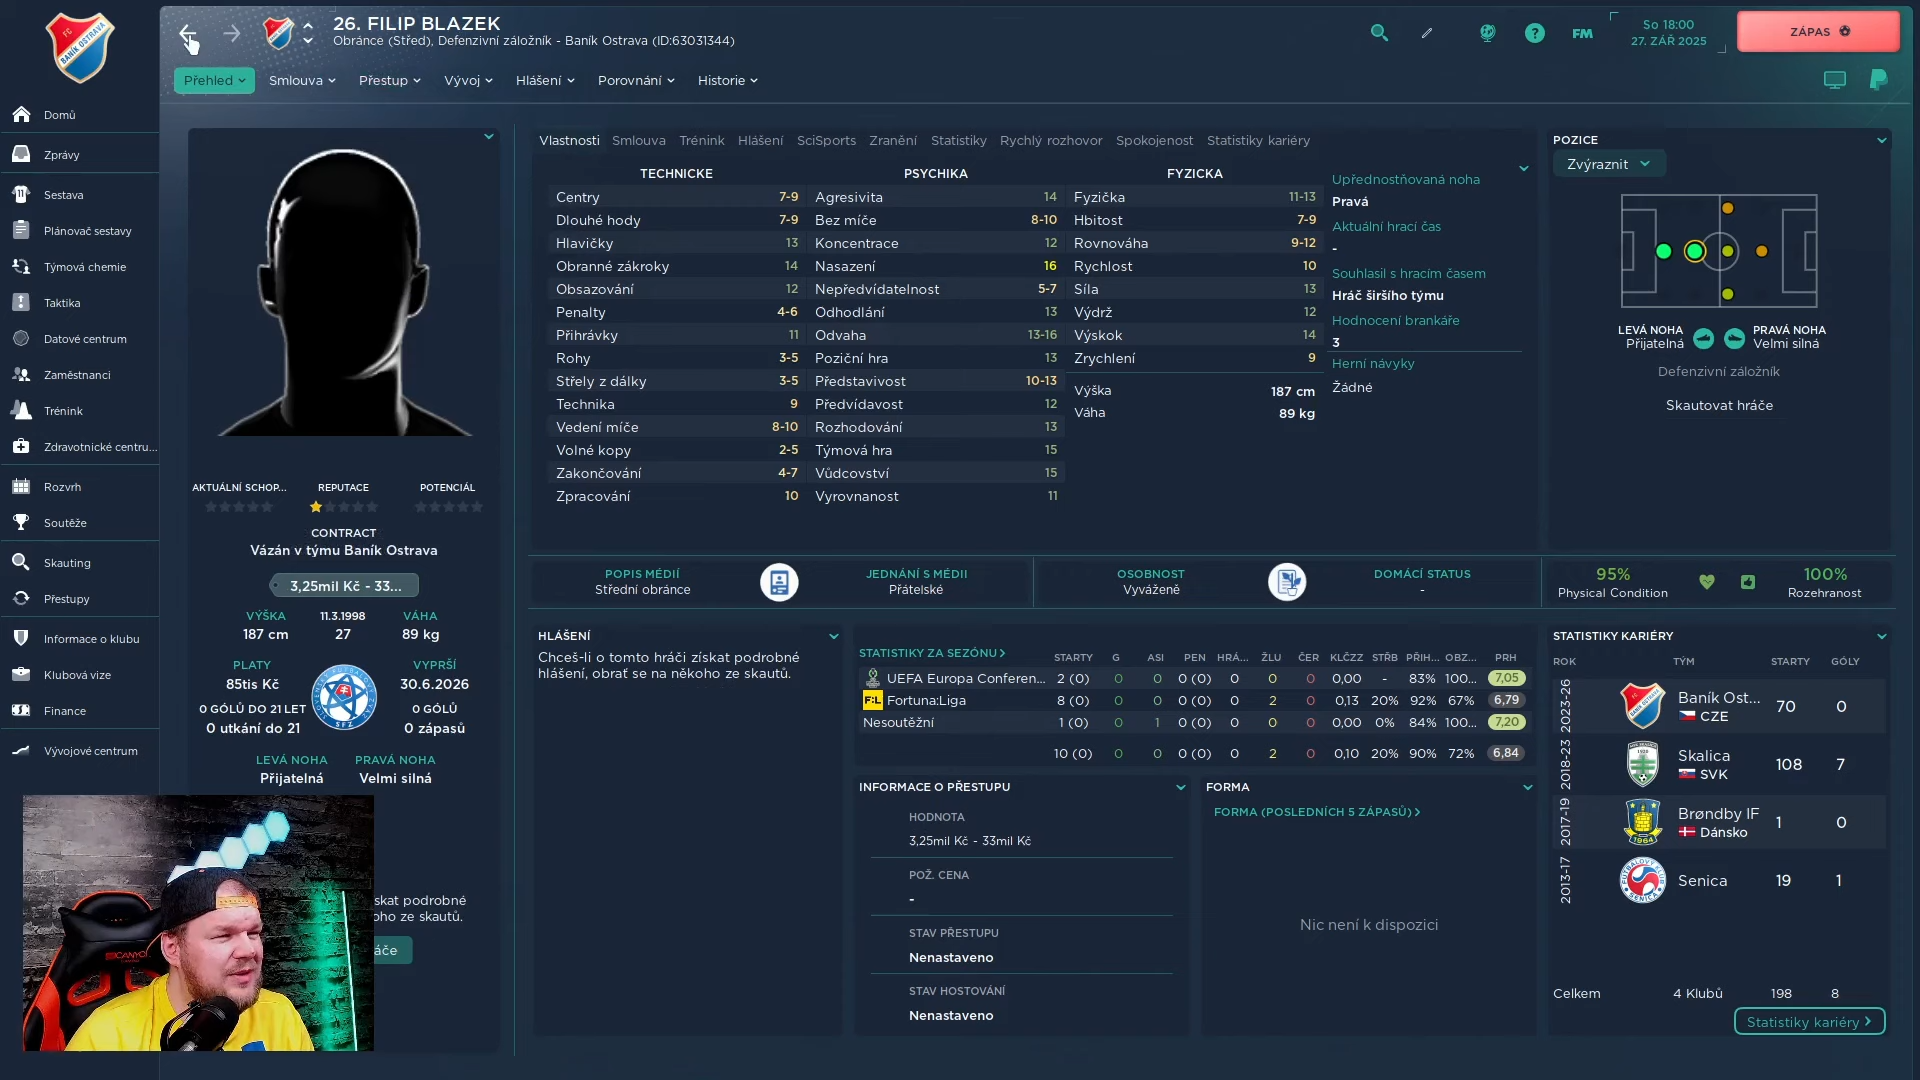 26. FILIP BLAZEK
Obránce (Střed), Defenzivní záložník - Baník Ostrava (ID:63031344)
So 18:00
27. ZÁŘ 2025
ZÁPAS
FM
Přehled
Smlouva
Přestup
Vývoj
Hlášení
Porovnání
Historie
Domů
Zprávy
Sestava
Plánovač sestavy
Týmová chemie
Taktika
Datové centrum
Zaměstnanci
Trénink
Zdravotnické centru...
Rozvrh
Soutěže
Skauting
Přestupy
Informace o klubu
Klubová vize
Finance
Vývojové centrum
AKTUÁLNÍ SCHOP...
REPUTACE
POTENCIÁL
CONTRACT
Vázán v týmu Baník Ostrava
3,25mil Kč - 33...
VÝŠKA 11.3.1998 VÁHA
187 cm 27 89 kg
PLATY VYPRŠÍ
85tis Kč 30.6.2026
0 GÓLŮ DO 21 LET 0 GÓLŮ
0 utkání do 21 0 zápasů
LEVÁ NOHA PRAVÁ NOHA
Přijatelná Velmi silná
skat podrobné
oho ze skautů.
áče
Vlastnosti Smlouva Trénink Hlášení SciSports Zranění Statistiky Rychlý rozhovor Spokojenost Statistiky kariéry
TECHNICKE
Centry 7-9
Dlouhé hody 7-9
Hlavičky 13
Obranné zákroky 14
Obsazování 12
Penalty 4-6
Přihrávky 11
Rohy 3-5
Střely z dálky 3-5
Technika 9
Vedení míče 8-10
Volné kopy 2-5
Zakončování 4-7
Zpracování 10
PSYCHIKA
Agresivita 14
Bez míče 8-10
Koncentrace 12
Nasazení 16
Nepředvídatelnost 5-7
Odhodlání 13
Odvaha 13-16
Poziční hra 13
Představivost 10-13
Předvídavost 12
Rozhodování 13
Týmová hra 15
Vůdcovství 15
Vyrovnanost 11
FYZICKA
Fyzička 11-13
Hbitost 7-9
Rovnováha 9-12
Rychlost 10
Síla 13
Výdrž 12
Výskok 14
Zrychlení 9
Výška 187 cm
Váha 89 kg
Upřednostňovaná noha
Pravá
Aktuální hrací čas
-
Souhlasil s hracím časem
Hráč širšího týmu
Hodnocení brankáře
3
Herní návyky
Žádné
POZICE
Zvýraznit
LEVÁ NOHA PRAVÁ NOHA
Přijatelná Velmi silná
Defenzivní záložník
Skautovat hráče
POPIS MÉDIÍ
Střední obránce
JEDNÁNÍ S MÉDII
Přátelské
OSOBNOST
Vyváženě
DOMÁCÍ STATUS
-
95%
Physical Condition
100%
Rozehranost
HLÁŠENÍ
Chceš-li o tomto hráči získat podrobné
hlášení, obrať se na někoho ze skautů.
STATISTIKY ZA SEZÓNU STARTY G ASI PEN HRÁ... ŽLU ČER KLČZZ STŘB PŘIH... OBZ... PRH
UEFA Europa Conferen... 2 (0) 0 0 0 (0) 0 0 0 0,00 - 83% 100... 7,05
F:L Fortuna:Liga 8 (0) 0 0 0 (0) 0 2 0 0,13 20% 92% 67% 6,79
Nesoutěžní 1 (0) 0 1 0 (0) 0 0 0 0,00 0% 84% 100... 7,20
10 (0) 0 0 0 (0) 0 2 0 0,10 20% 90% 72% 6,84
INFORMACE O PŘESTUPU
HODNOTA
3,25mil Kč - 33mil Kč
POŽ. CENA
-
STAV PŘESTUPU
Nenastaveno
STAV HOSTOVÁNÍ
Nenastaveno
FORMA
FORMA (POSLEDNÍCH 5 ZÁPASŮ)
Nic není k dispozici
STATISTIKY KARIÉRY
ROK TÝM STARTY GÓLY
2023-26 Baník Ost... CZE 70 0
2018-23 Skalica SVK 108 7
2017-19 Brøndby IF Dánsko 1 0
2013-17 Senica 19 1
Celkem 4 Klubů 198 8
Statistiky kariéry